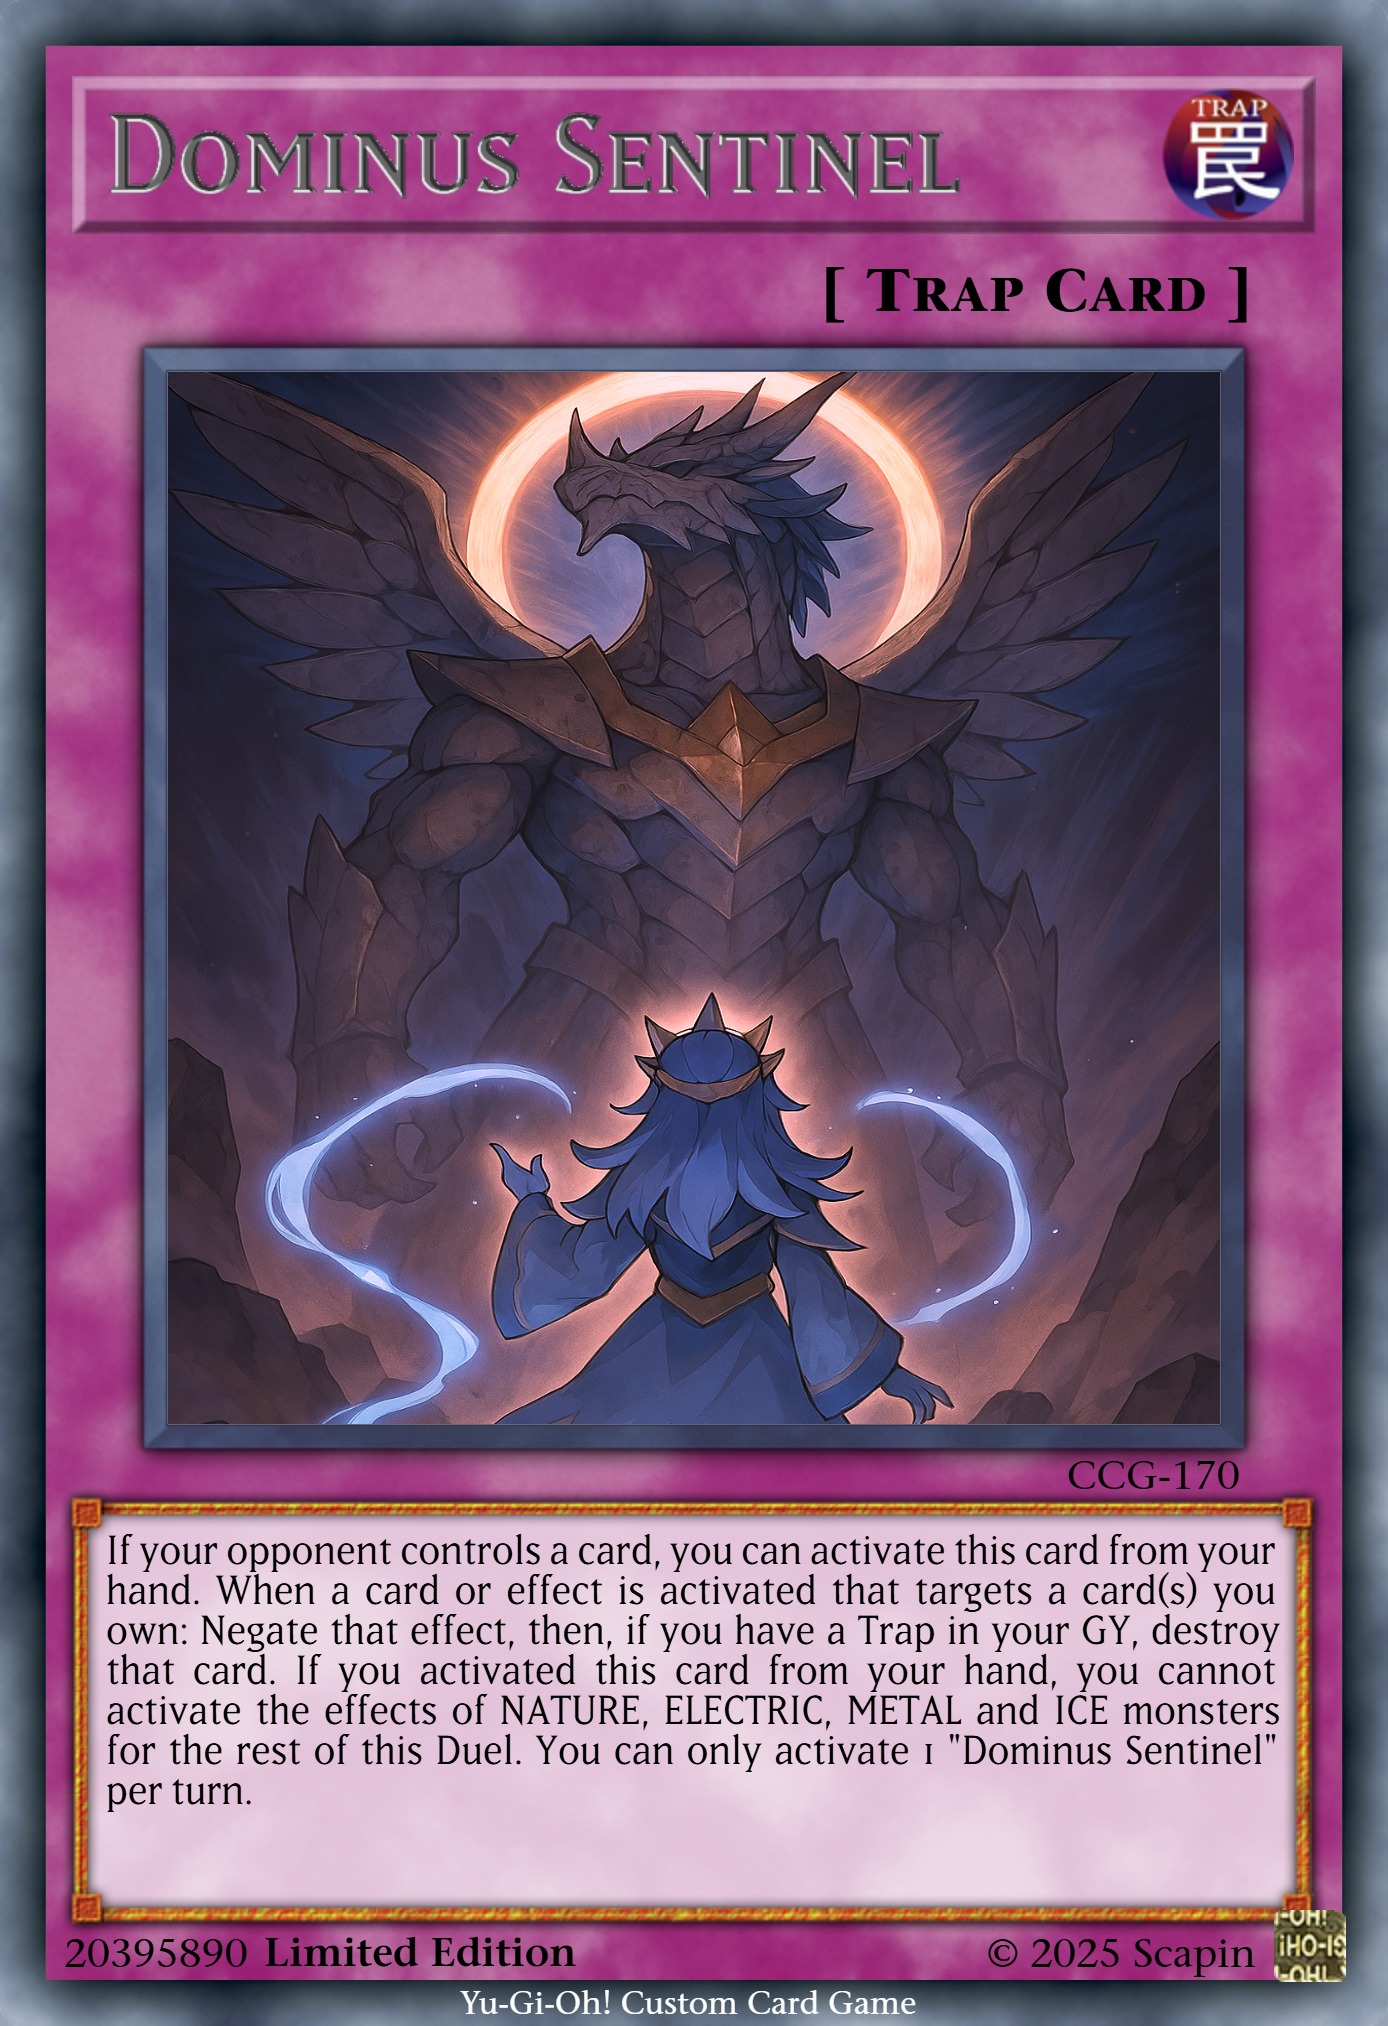 Dominus Sentinel
TRAP
罠
[ Trap Card ]
CCG-170
If your opponent controls a card, you can activate this card from your
hand. When a card or effect is activated that targets a card(s) you
own: Negate that effect, then, if you have a Trap in your GY, destroy
that card. If you activated this card from your hand, you cannot
activate the effects of NATURE, ELECTRIC, METAL and ICE monsters
for the rest of this Duel. You can only activate 1 "Dominus Sentinel"
per turn.
20395890 Limited Edition
© 2025 Scapin
Yu-Gi-Oh! Custom Card Game